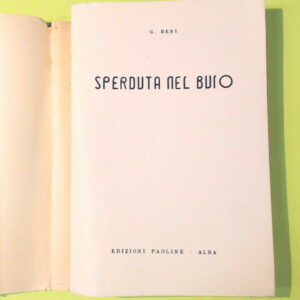 G. BENI
SPERDUTA NEL BUIO
EDIZIONI PAOLINE - ALBA